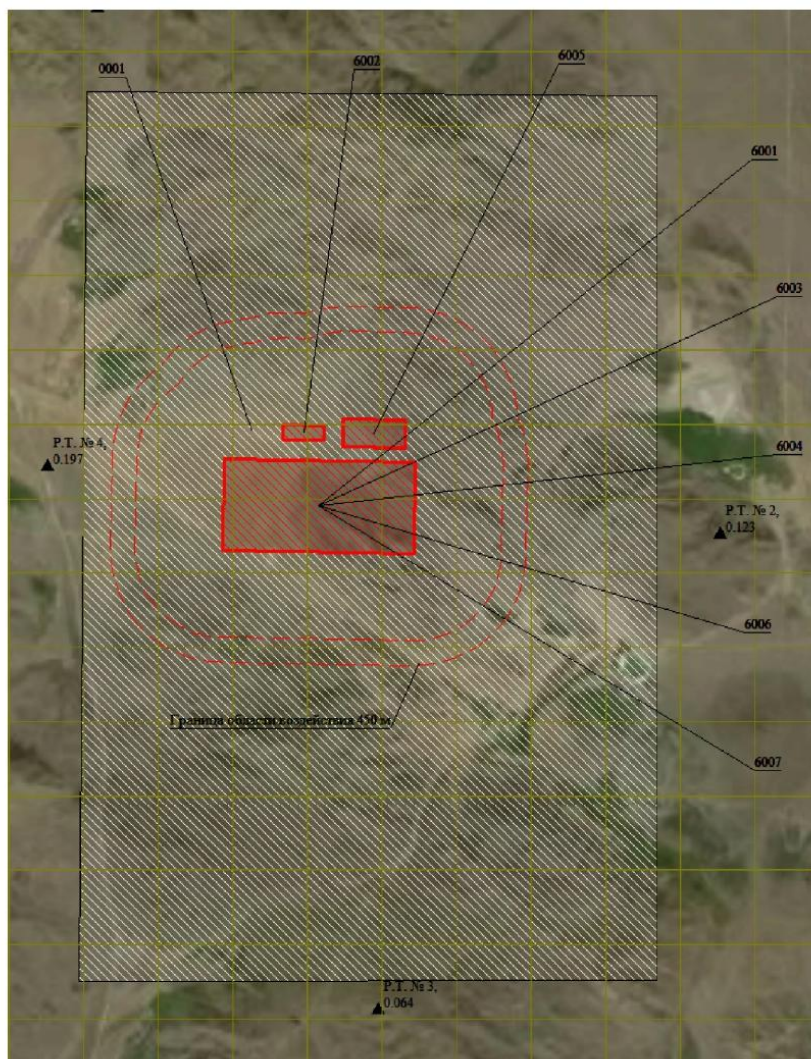 6002
6005
0001
6001
6003
Р.Т. № 4,
0.197
6004
Р.Т. № 2,
0.123
6006
Граница области воздействия 450 м
6007
Р.Т. № 3,
0.064